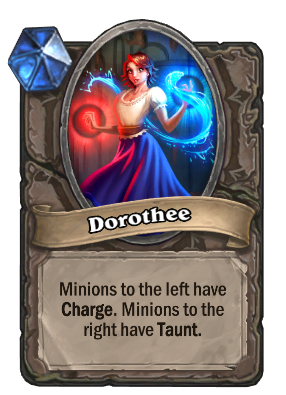 Dorothee
Minions to the left have
Charge. Minions to the
right have Taunt.